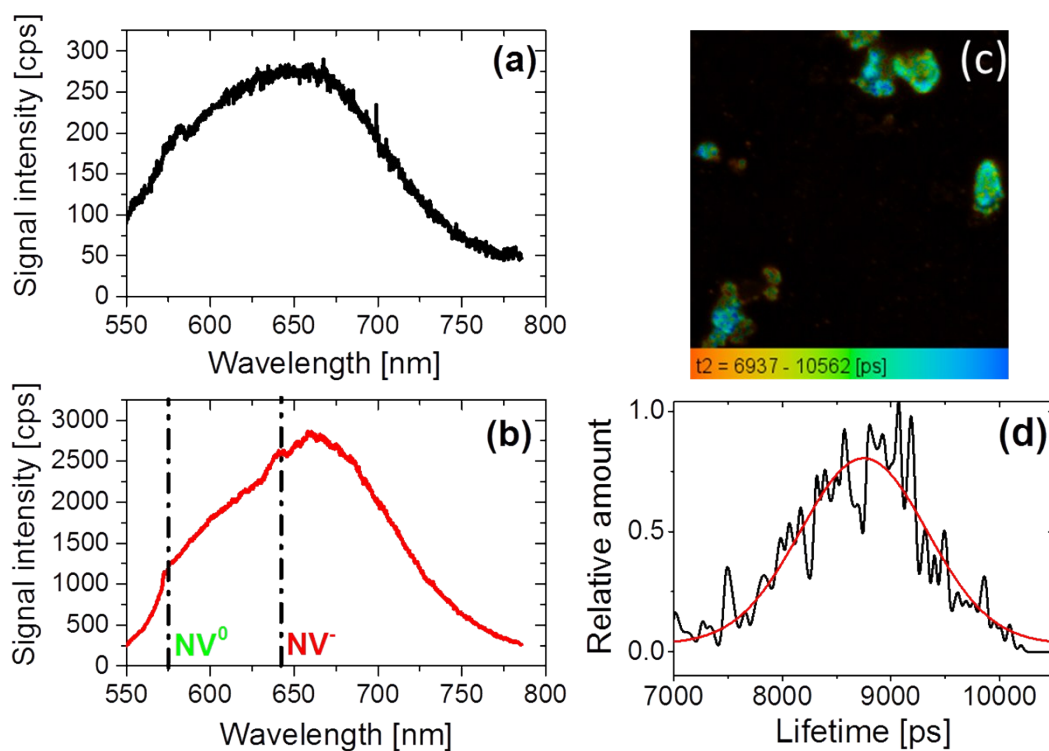 (a)
Signal intensity [cps]
300
250
200
150
100
50
0
550 600 650 700 750 800
Wavelength [nm]
(c)
t2 = 6937 - 10562 [ps]
(b)
Signal intensity [cps]
3000
2500
2000
1500
1000
500
0
NV⁰ NV⁻
550 600 650 700 750 800
Wavelength [nm]
(d)
Relative amount
1.0
0.5
0.0
7000 8000 9000 10000
Lifetime [ps]